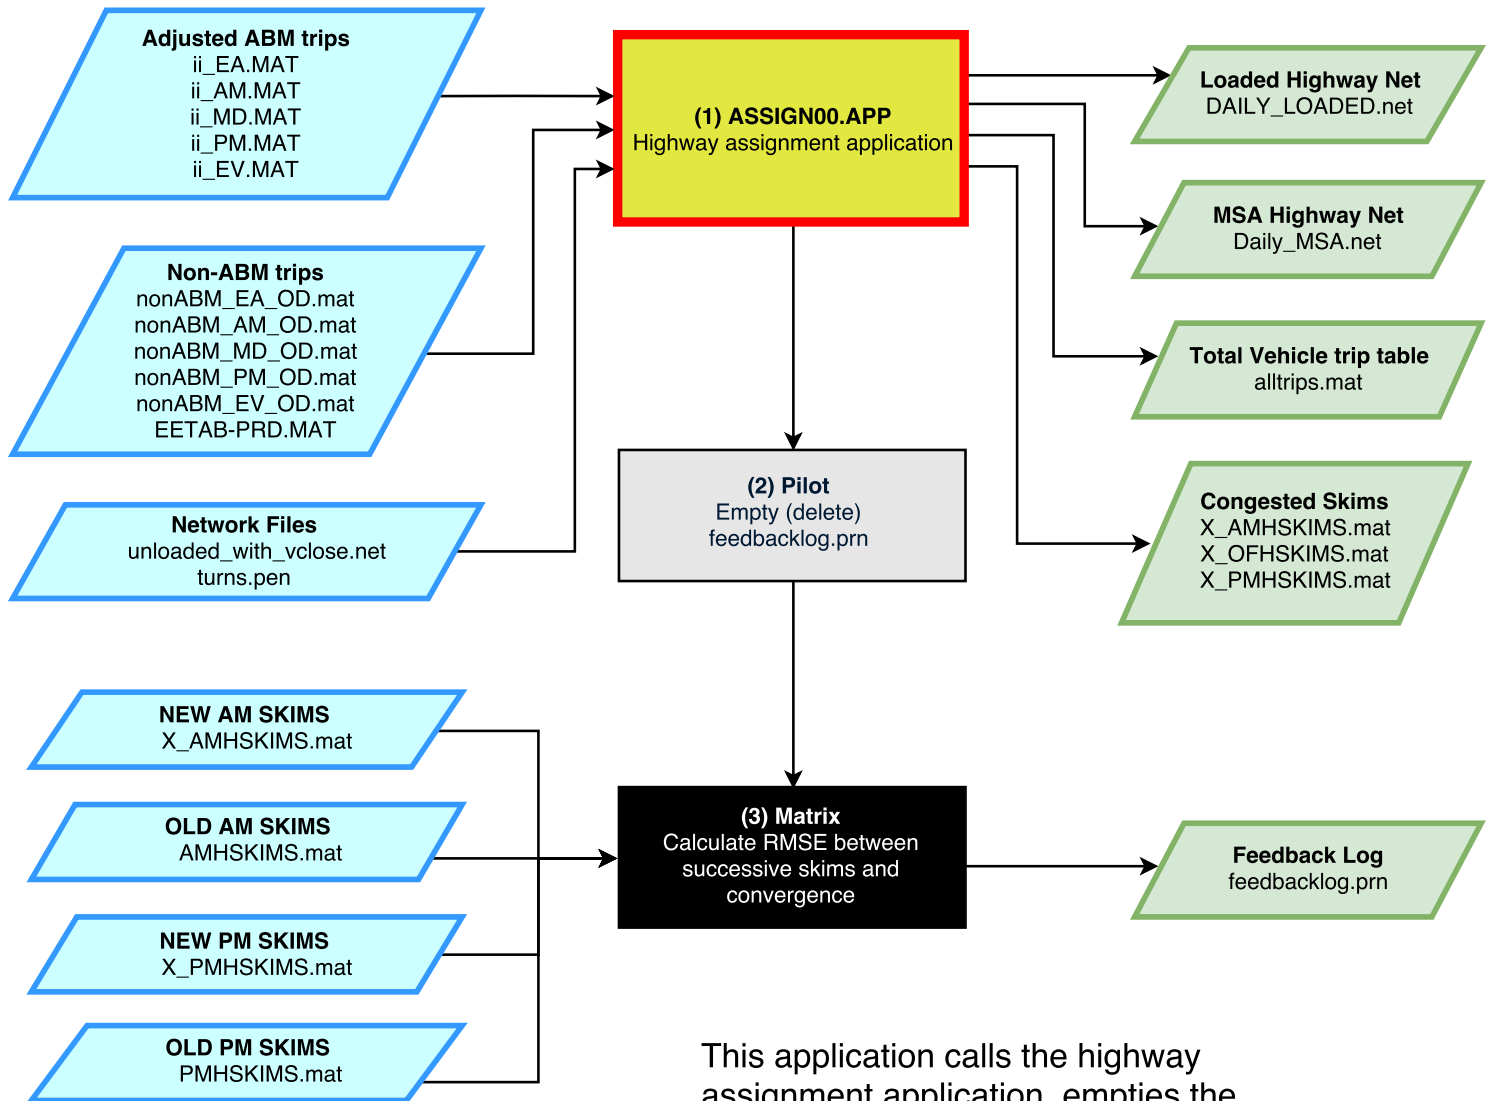 Adjusted ABM trips
ii_EA.MAT
ii_AM.MAT
ii_MD.MAT
ii_PM.MAT
ii_EV.MAT
Non-ABM trips
nonABM_EA_OD.mat
nonABM_AM_OD.mat
nonABM_MD_OD.mat
nonABM_PM_OD.mat
nonABM_EV_OD.mat
EETAB-PRD.MAT
Network Files
unloaded_with_vclose.net
turns.pen
(1) ASSIGN00.APP
Highway assignment application
Loaded Highway Net
DAILY_LOADED.net
MSA Highway Net
Daily_MSA.net
Total Vehicle trip table
alltrips.mat
Congested Skims
X_AMHSKIMS.mat
X_OFHSKIMS.mat
X_PMHSKIMS.mat
(2) Pilot
Empty (delete)
feedbacklog.prn
NEW AM SKIMS
X_AMHSKIMS.mat
OLD AM SKIMS
AMHSKIMS.mat
NEW PM SKIMS
X_PMHSKIMS.mat
OLD PM SKIMS
PMHSKIMS.mat
(3) Matrix
Calculate RMSE between
successive skims and
convergence
Feedback Log
feedbacklog.prn
This application calls the highway
assignment application, empties the